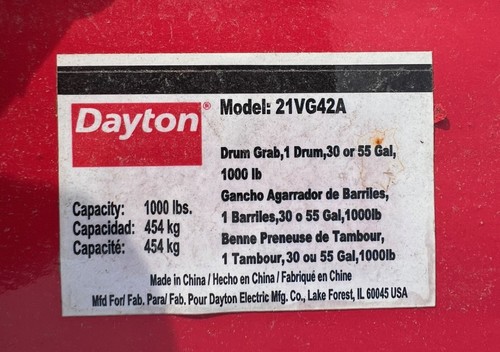 Dayton®
Model: 21VG42A
Drum Grab,1 Drum,30 or 55 Gal,
1000 lb
Gancho Agarrador de Barriles,
1 Barriles,30 o 55 Gal,1000lb
Benne Preneuse de Tambour,
1 Tambour,30 ou 55 Gal,1000lb
Capacity: 1000 lbs.
Capacidad: 454 kg
Capacité: 454 kg
Made in China / Hecho en China / Fabriqué en Chine
Mfd For/ Fab. Para/ Fab. Pour Dayton Electric Mfg. Co., Lake Forest, IL 60045 USA